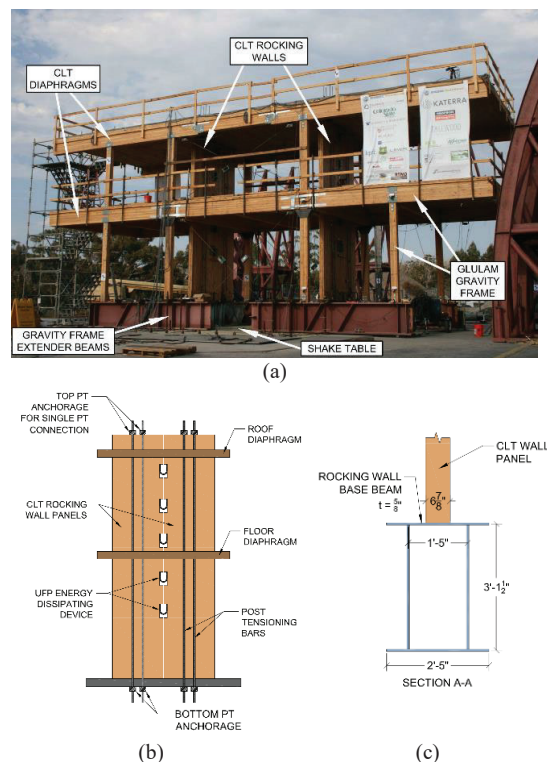 CLT ROCKING
WALLS
CLT
DIAPHRAGMS
KATERRA
GLULAM
GRAVITY
FRAME
GRAVITY FRAME
EXTENDER BEAMS
SHAKE TABLE
(a)
TOP PT
ANCHORAGE
FOR SINGLE PT
CONNECTION
ROOF
DIAPHRAGM
CLT ROCKING
WALL PANELS
FLOOR
DIAPHRAGM
UFP ENERGY
DISSIPATING
DEVICE
POST
TENSIONING
BARS
BOTTOM PT
ANCHORAGE
(b)
CLT WALL
PANEL
ROCKING WALL
BASE BEAM
t = 5/8"
6 7/8"
1'-5"
3'-1 1/2"
2'-5"
SECTION A-A
(c)